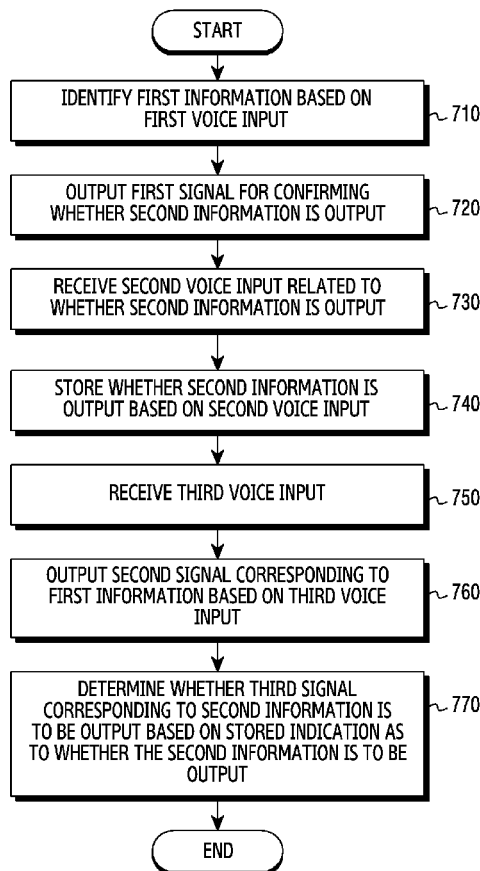 START
IDENTIFY FIRST INFORMATION BASED ON
FIRST VOICE INPUT
710
OUTPUT FIRST SIGNAL FOR CONFIRMING
WHETHER SECOND INFORMATION IS OUTPUT
720
RECEIVE SECOND VOICE INPUT RELATED TO
WHETHER SECOND INFORMATION IS OUTPUT
730
STORE WHETHER SECOND INFORMATION IS
OUTPUT BASED ON SECOND VOICE INPUT
740
RECEIVE THIRD VOICE INPUT
750
OUTPUT SECOND SIGNAL CORRESPONDING TO
FIRST INFORMATION BASED ON THIRD VOICE
INPUT
760
DETERMINE WHETHER THIRD SIGNAL
CORRESPONDING TO SECOND INFORMATION IS
TO BE OUTPUT BASED ON STORED INDICATION AS
TO WHETHER THE SECOND INFORMATION IS TO BE
OUTPUT
770
END